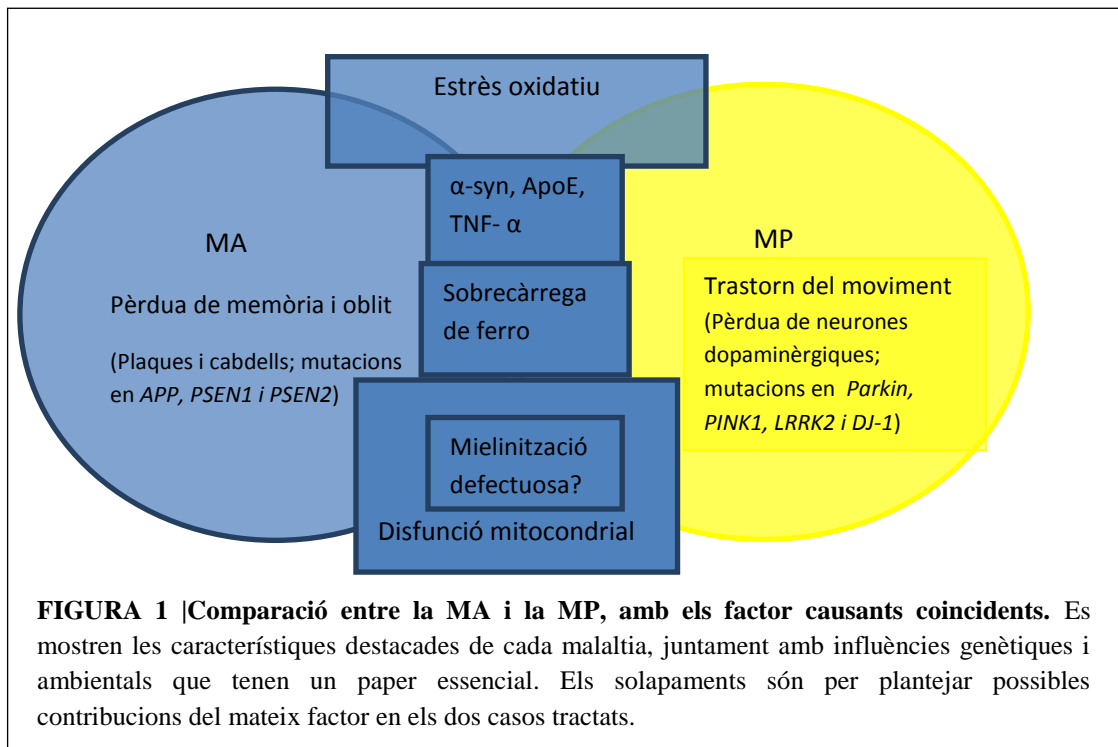 Estrès oxidatiu
α-syn, ApoE,
TNF- α
MA
Pèrdua de memòria i oblit
(Plaques i cabdells; mutacions
en APP, PSEN1 i PSEN2)
Sobrecàrrega
de ferro
MP
Trastorn del moviment
(Pèrdua de neurones
dopaminèrgiques;
mutacions en Parkin,
PINK1, LRRK2 i DJ-1)
Mielinització
defectuosa?
Disfunció mitocondrial
FIGURA 1 |Comparació entre la MA i la MP, amb els factor causants coincidents. Es
mostren les característiques destacades de cada malaltia, juntament amb influències genètiques i
ambientals que tenen un paper essencial. Els solapaments són per plantejar possibles
contribucions del mateix factor en els dos casos tractats.